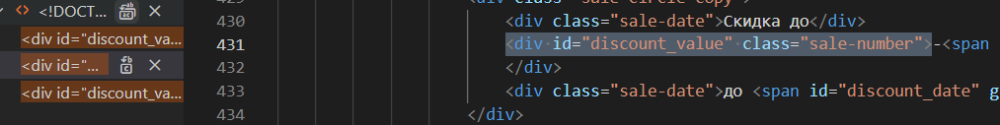 <!DOCT...
<div id="discount_va...
<div id="...
<div id="discount_va...
430 <div class="sale-date">Скидка до</div>
431 <div id="discount_value" class="sale-number">-<span
432 </div>
433 <div class="sale-date">до <span id="discount_date" g
434 </div>